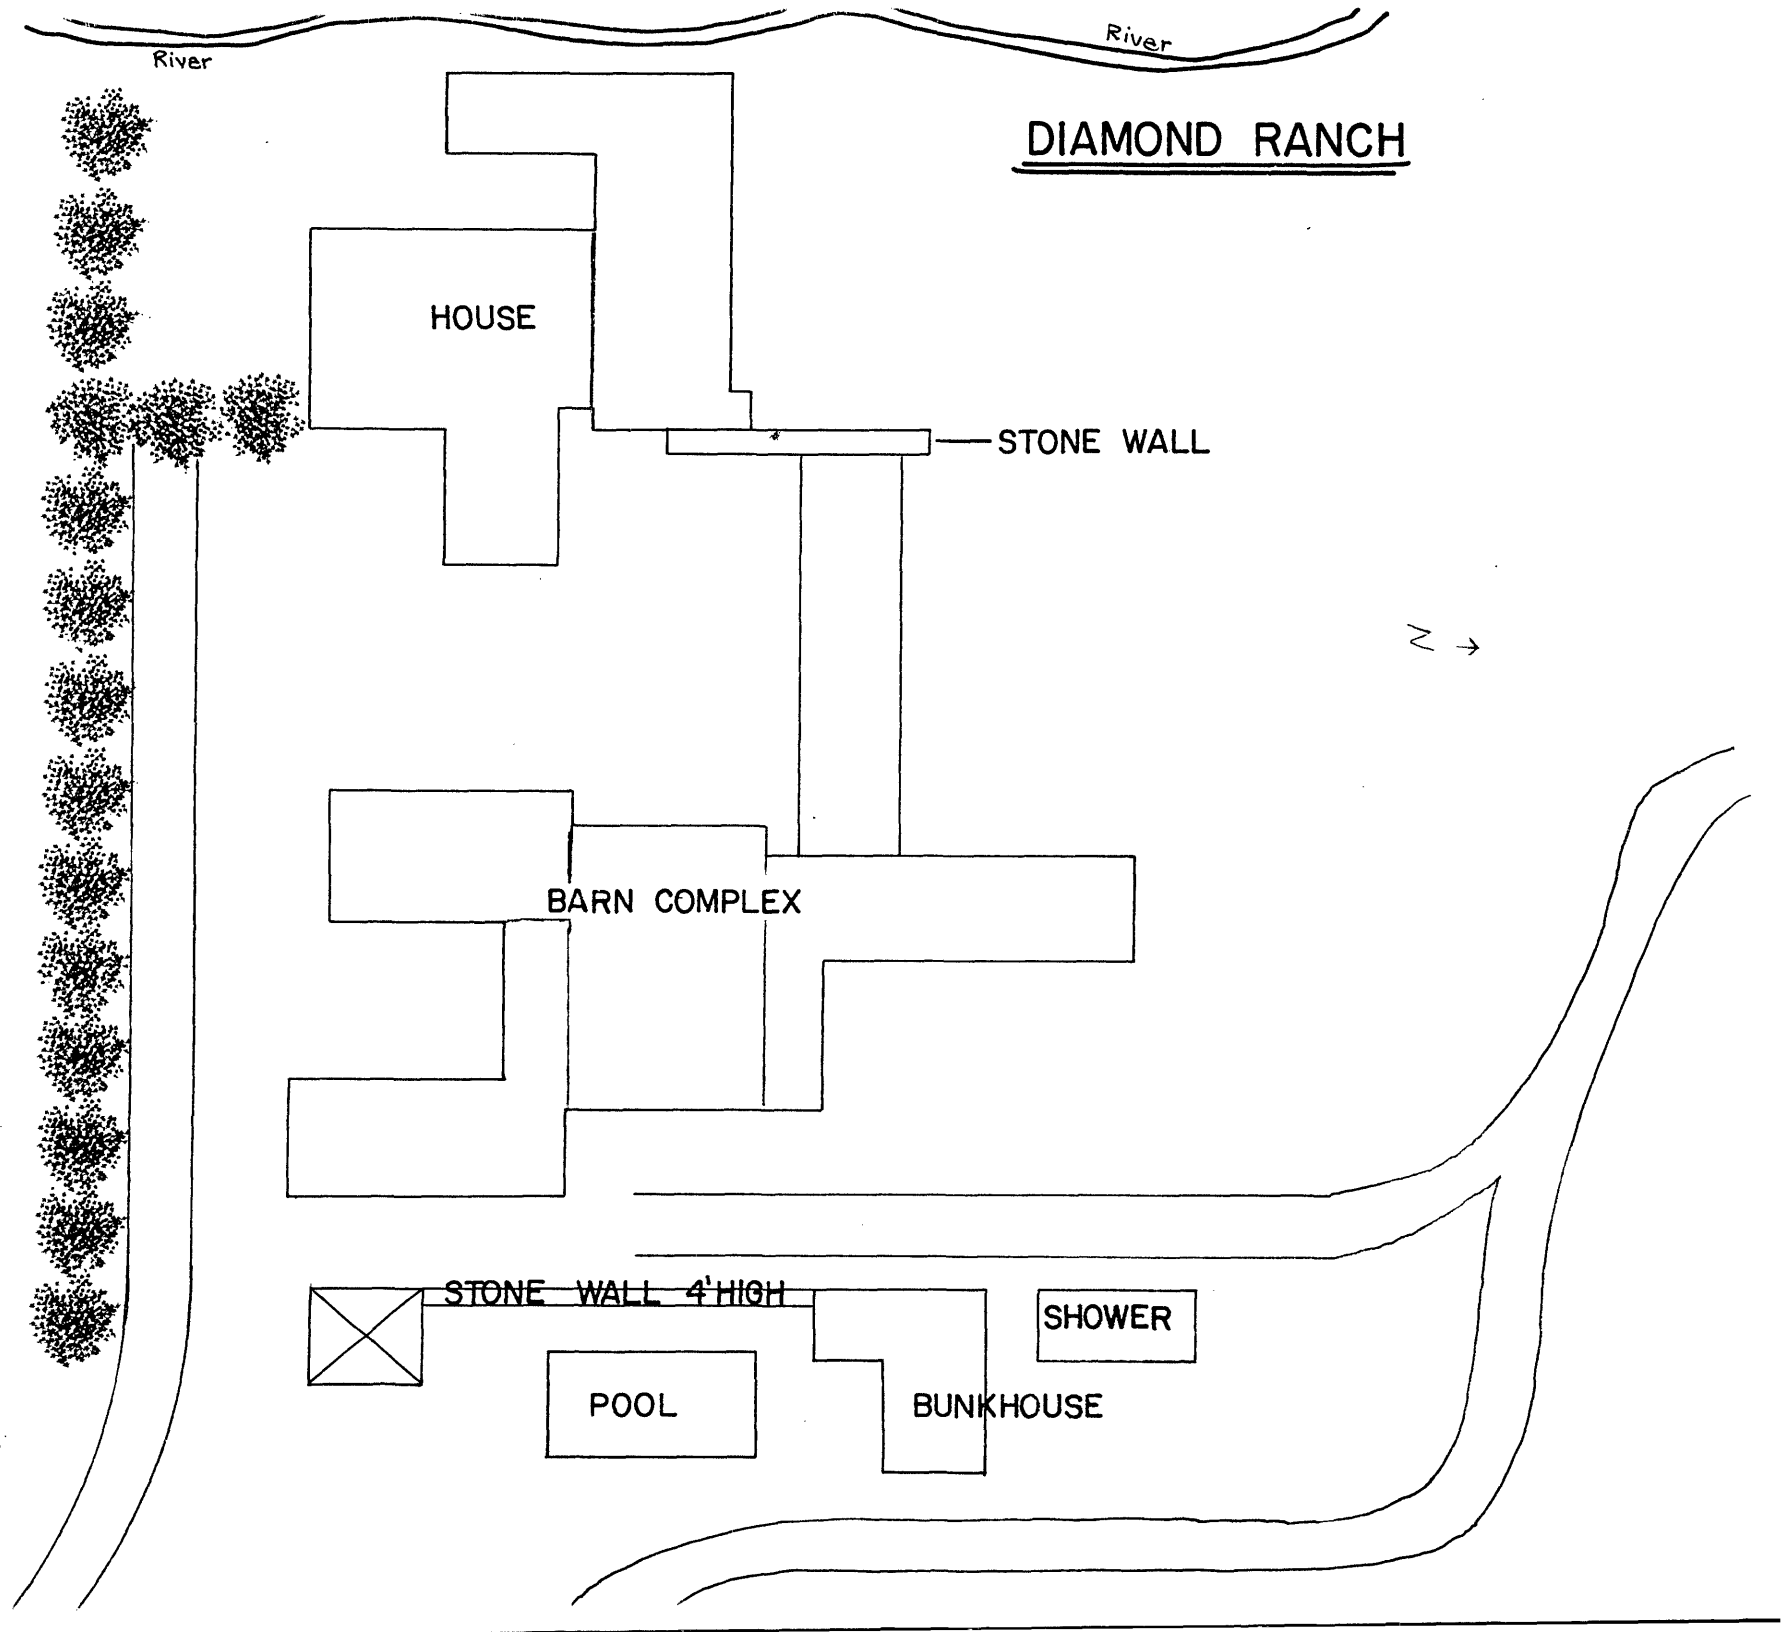 River
River
DIAMOND RANCH
HOUSE
STONE WALL
N →
BARN COMPLEX
STONE WALL 4'HIGH
SHOWER
POOL
BUNKHOUSE